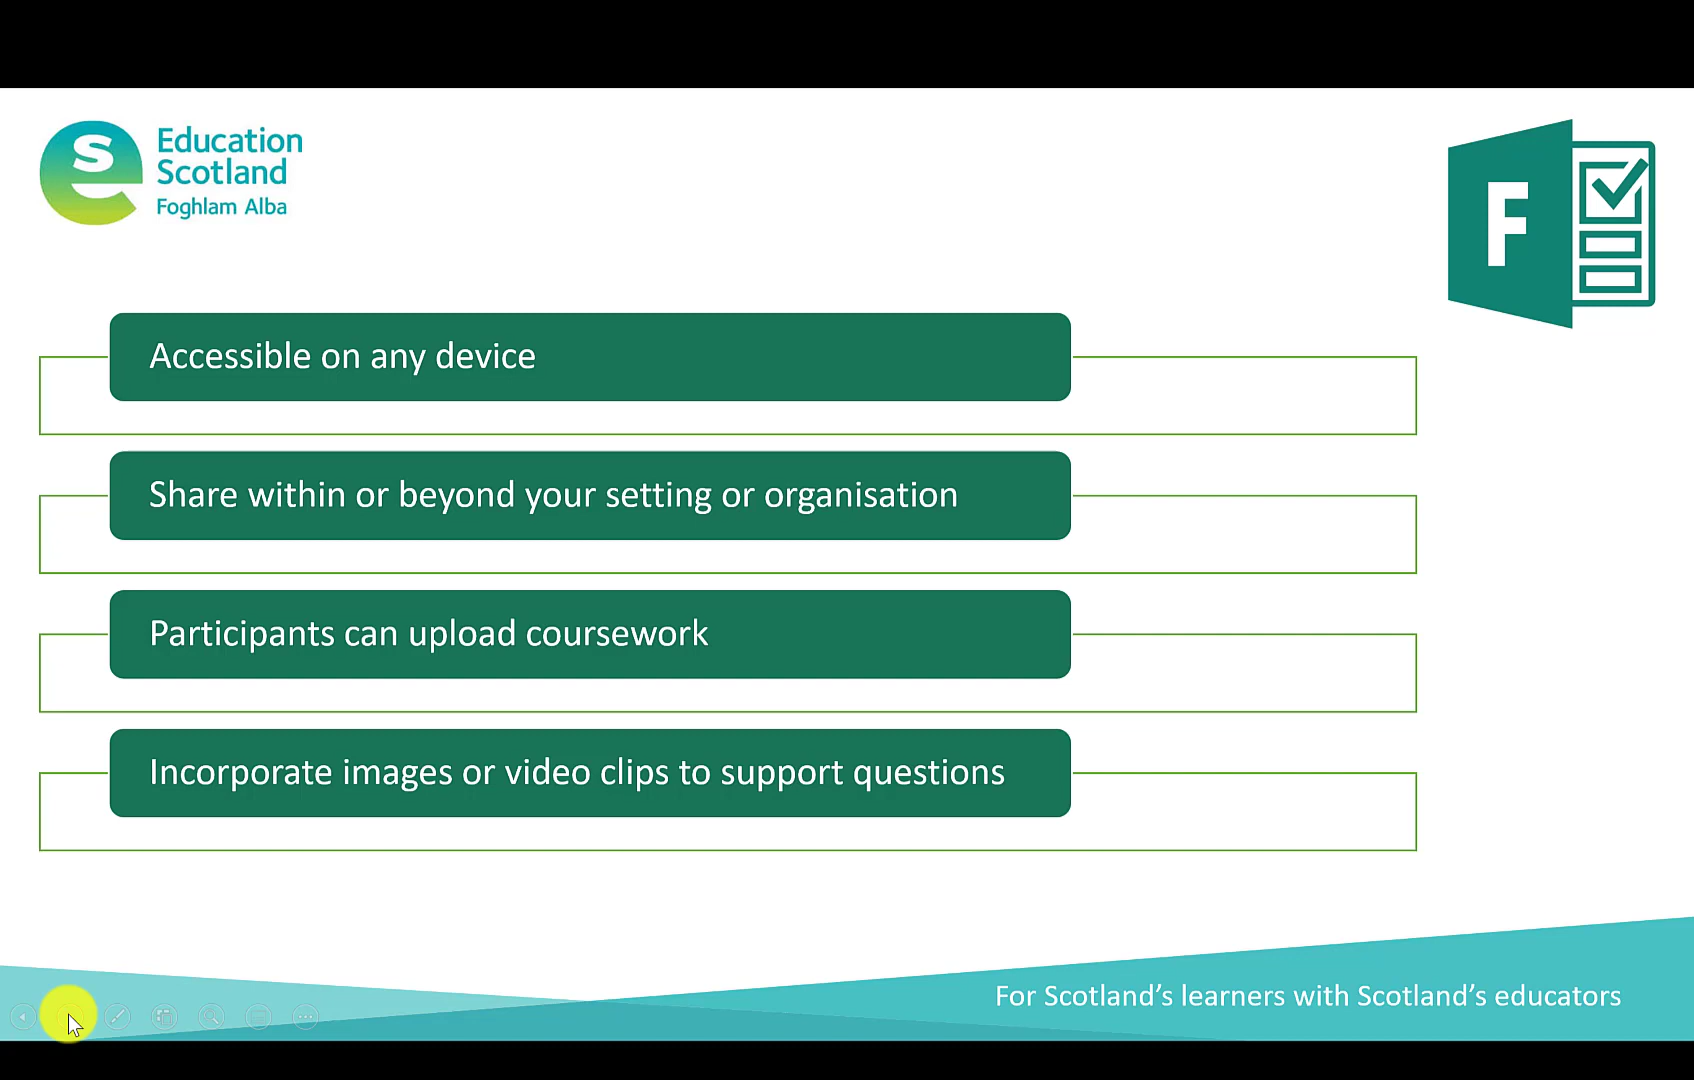 Education
Scotland
Foghlam Alba
F
Accessible on any device
Share within or beyond your setting or organisation
Participants can upload coursework
Incorporate images or video clips to support questions
For Scotland’s learners with Scotland’s educators